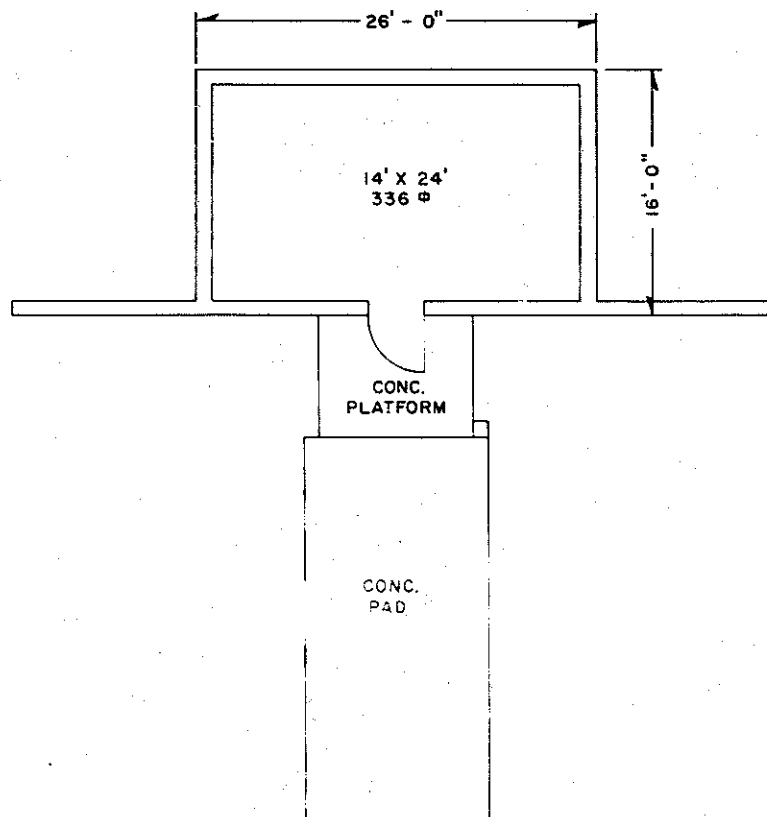 26' - 0"
14' X 24'
336 ⌽
16'-0"
CONC.
PLATFORM
CONC.
PAD